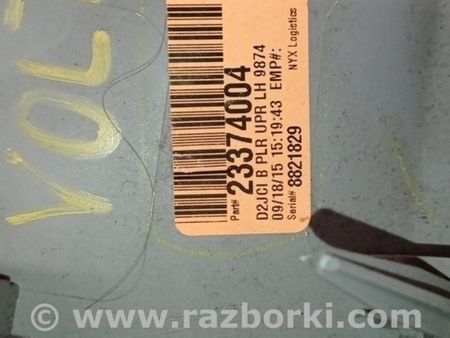 VOLT
Part# 23374004
D2JCI B PLR UPR LH 9874
09/18/15 15:19:43 EMP#:
Serial# 8821829
NYX Logistics
© www.razborki.com